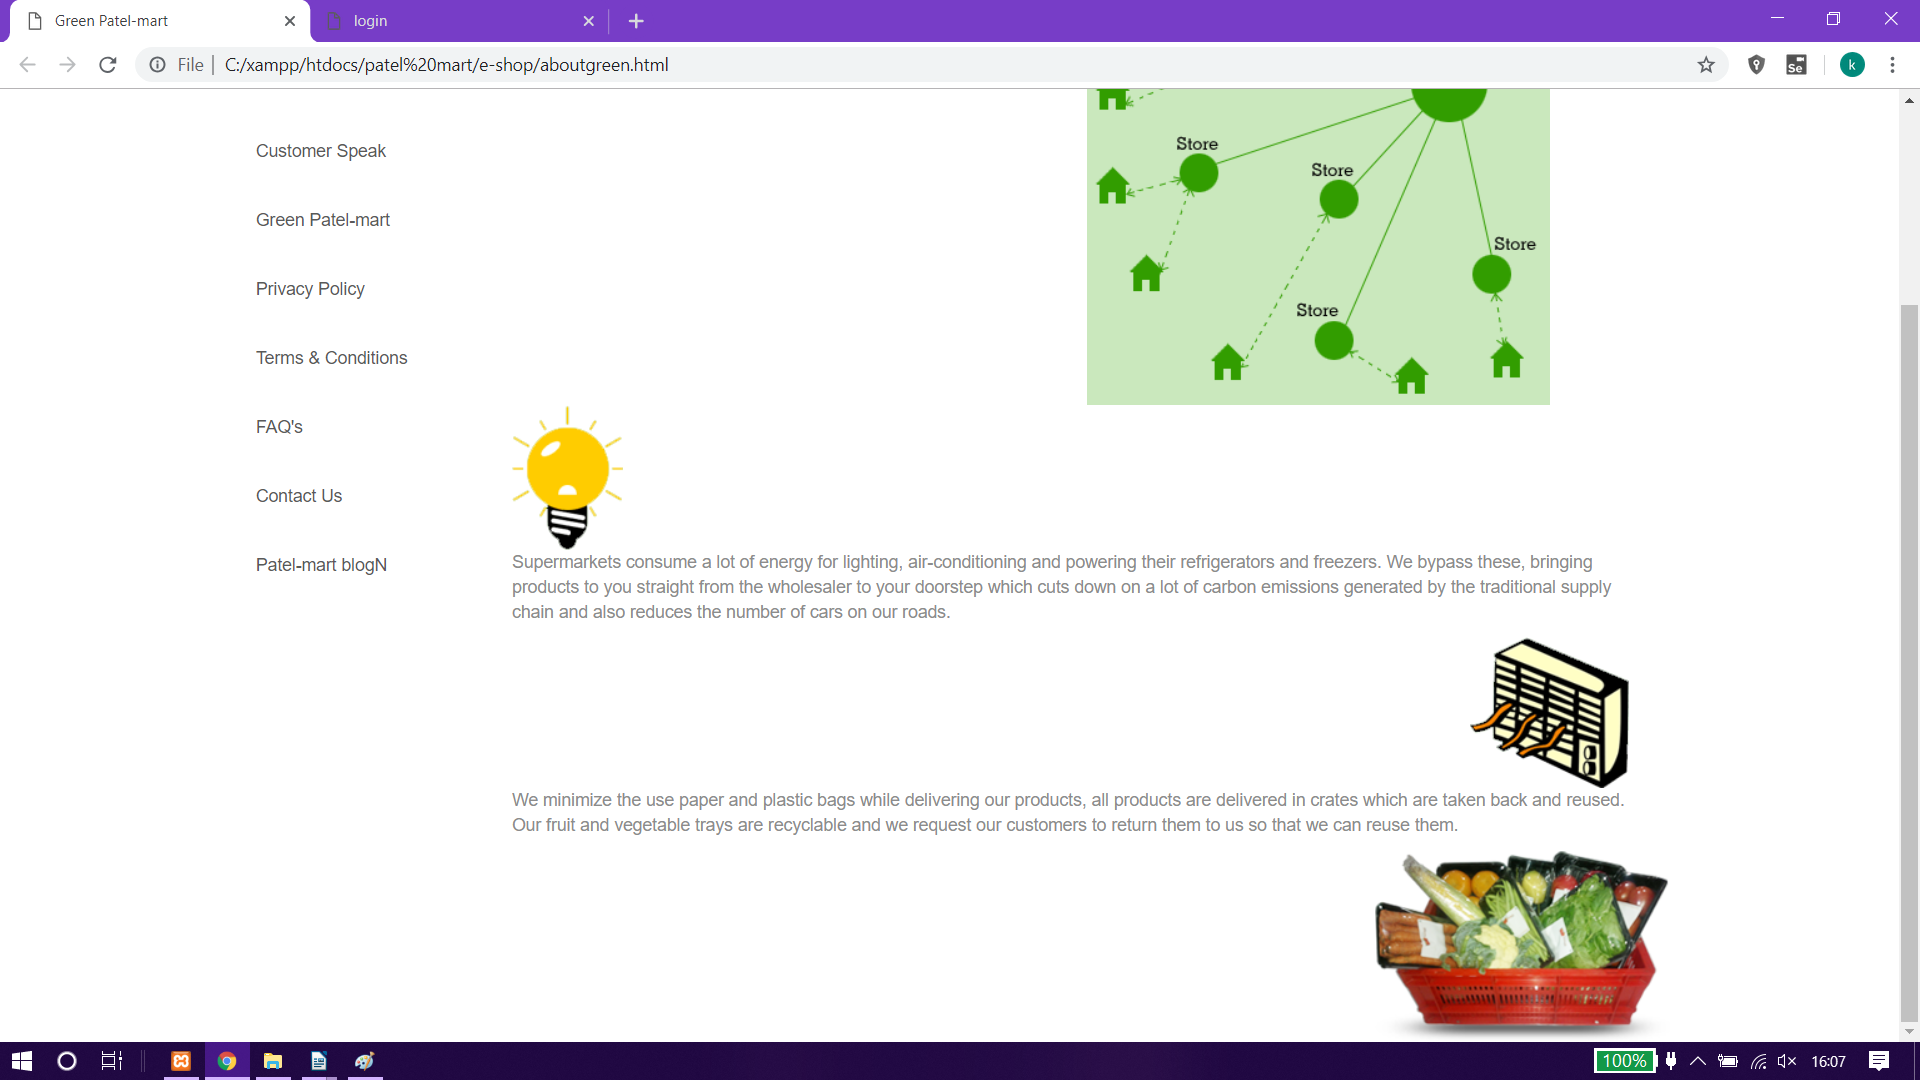 Green Patel-mart
login
File
C:/xampp/htdocs/patel%20mart/e-shop/aboutgreen.html
Se
k
Customer Speak
Green Patel-mart
Privacy Policy
Terms & Conditions
FAQ's
Contact Us
Patel-mart blogN
Store
Store
Store
Store
Supermarkets consume a lot of energy for lighting, air-conditioning and powering their refrigerators and freezers. We bypass these, bringing
products to you straight from the wholesaler to your doorstep which cuts down on a lot of carbon emissions generated by the traditional supply
chain and also reduces the number of cars on our roads.
We minimize the use paper and plastic bags while delivering our products, all products are delivered in crates which are taken back and reused.
Our fruit and vegetable trays are recyclable and we request our customers to return them to us so that we can reuse them.
100%
16:07